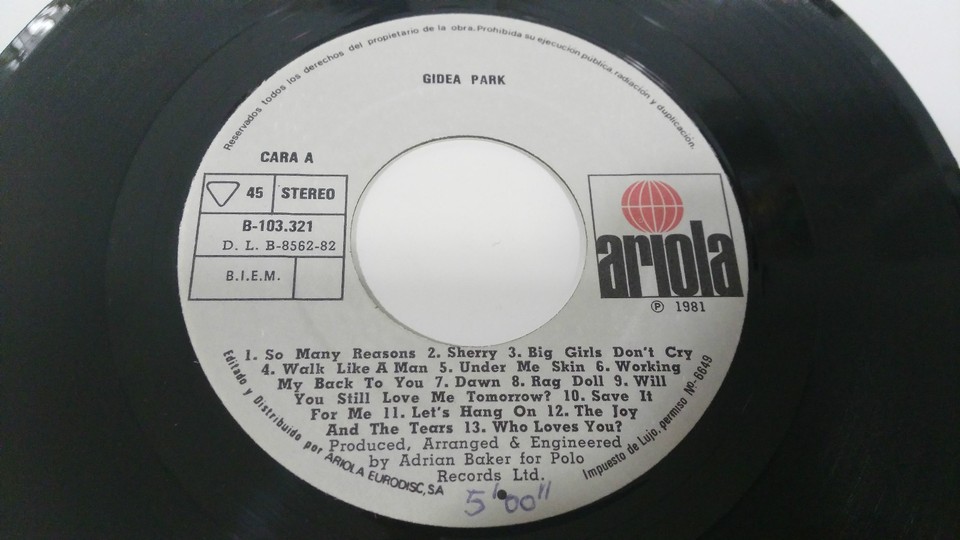 Reservados todos los derechos del propietario de la obra. Prohibida su ejecución pública, radiación y duplicación.
GIDEA PARK
CARA A
45 STEREO
B-103.321
D. L. B-8562-82
B.I.E.M.
ariola
℗ 1981
1. So Many Reasons 2. Sherry 3. Big Girls Don't Cry
4. Walk Like A Man 5. Under Me Skin 6. Working
My Back To You 7. Dawn 8. Rag Doll 9. Will
You Still Love Me Tomorrow? 10. Save It
For Me 11. Let's Hang On 12. The Joy
And The Tears 13. Who Loves You?
Produced, Arranged & Engineered
by Adrian Baker for Polo
Records Ltd.
Editado y Distribuido por ARIOLA EURODISC, SA
Impuesto de Lujo, permiso Nº-6649
5'00"